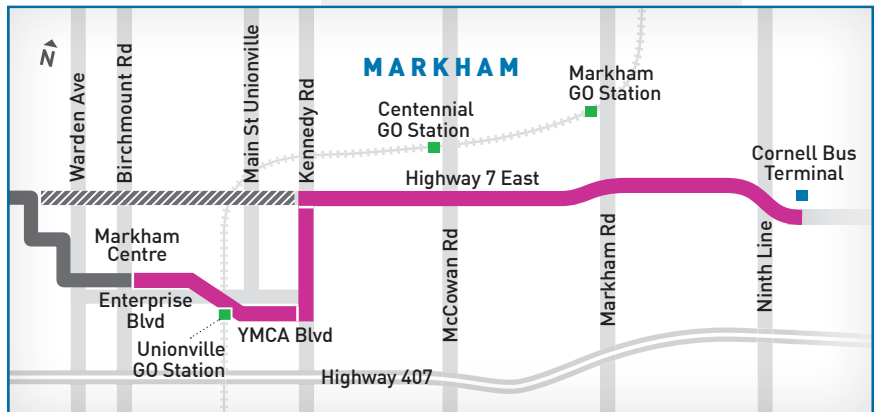 N
Warden Ave
Birchmount Rd
Main St Unionville
Kennedy Rd
MARKHAM
Centennial
GO Station
Markham
GO Station
Cornell Bus
Terminal
Highway 7 East
Markham
Centre
Enterprise
Blvd
Unionville
GO Station
YMCA Blvd
McCowan Rd
Markham Rd
Ninth Line
Highway 407